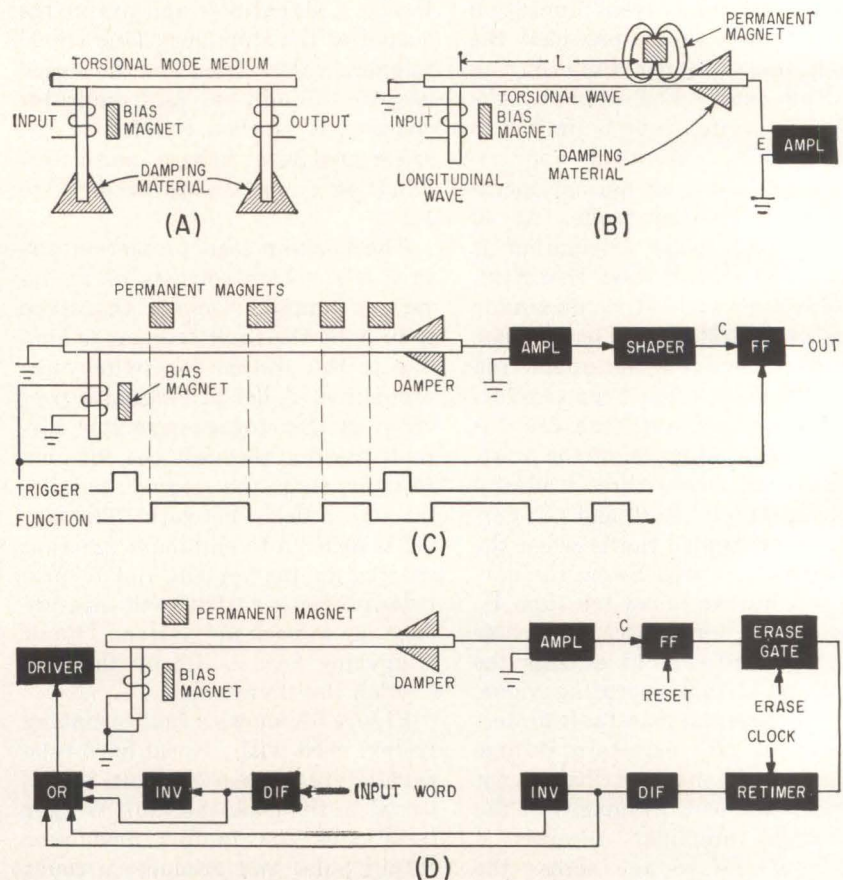 TORSIONAL MODE MEDIUM
INPUT
BIAS
MAGNET
OUTPUT
DAMPING
MATERIAL
(A)
PERMANENT
MAGNET
L
TORSIONAL WAVE
INPUT
BIAS
MAGNET
LONGITUDINAL
WAVE
DAMPING
MATERIAL
E
AMPL
(B)
PERMANENT MAGNETS
BIAS
MAGNET
DAMPER
AMPL
SHAPER
C
FF
OUT
TRIGGER
FUNCTION
(C)
PERMANENT MAGNET
DRIVER
BIAS
MAGNET
DAMPER
AMPL
C
FF
RESET
ERASE
GATE
ERASE
CLOCK
OR
INV
DIF
INPUT WORD
INV
DIF
RETIMER
(D)